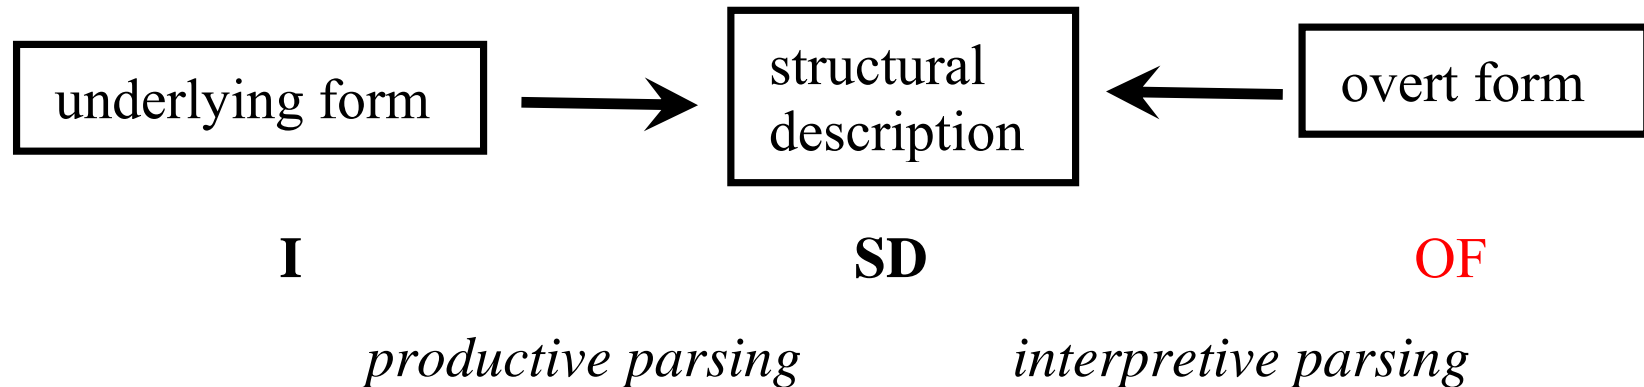 underlying form
structural
description
overt form
I
SD
OF
productive parsing
interpretive parsing